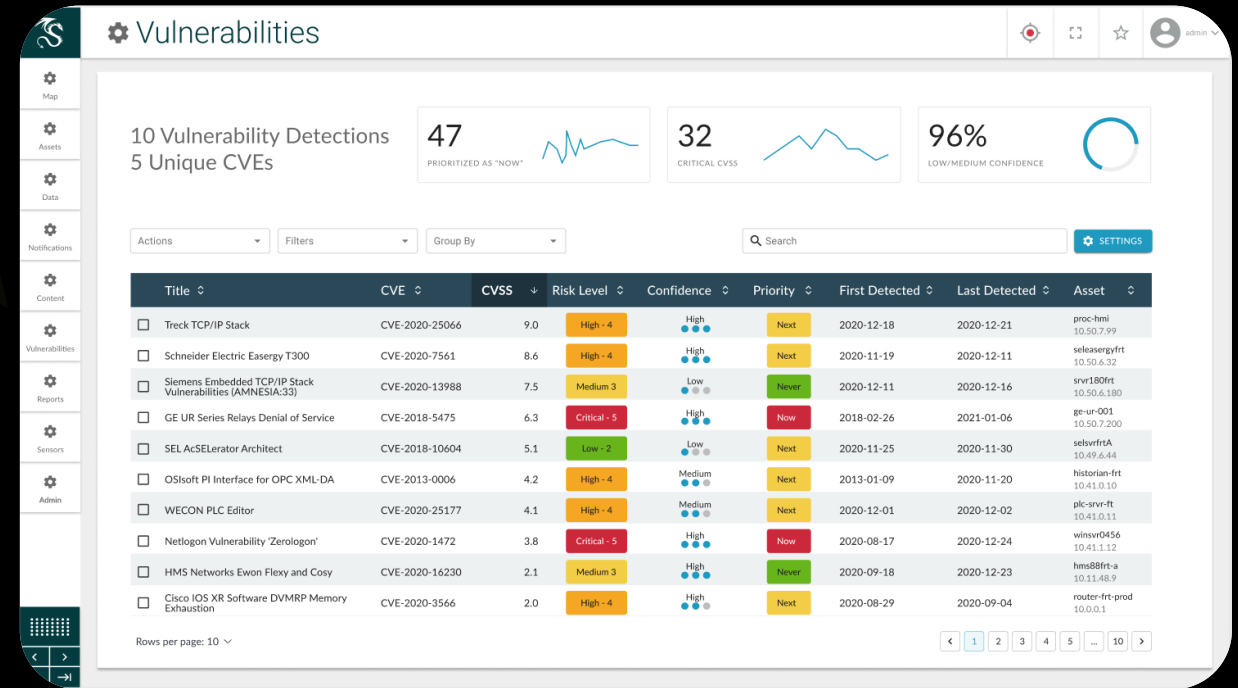 Vulnerabilities
admin
Map
Assets
Data
Notifications
Content
Vulnerabilities
Reports
Sensors
Admin
10 Vulnerability Detections
5 Unique CVEs
47
PRIORITIZED AS "NOW"
32
CRITICAL CVSS
96%
LOW/MEDIUM CONFIDENCE
Actions
Filters
Group By
Search
SETTINGS
Title CVE CVSS Risk Level Confidence Priority First Detected Last Detected Asset
Treck TCP/IP Stack CVE-2020-25066 9.0 High - 4 High Next 2020-12-18 2020-12-21 proc-hmi
10.50.7.99
Schneider Electric Easergy T300 CVE-2020-7561 8.6 High - 4 High Next 2020-11-19 2020-12-11 seleasergyfrt
10.50.6.32
Siemens Embedded TCP/IP Stack
Vulnerabilities (AMNESIA:33) CVE-2020-13988 7.5 Medium 3 Low Never 2020-12-11 2020-12-16 srvr180frt
10.50.6.180
GE UR Series Relays Denial of Service CVE-2018-5475 6.3 Critical - 5 High Now 2018-02-26 2021-01-06 ge-ur-001
10.50.7.200
SEL AcSELerator Architect CVE-2018-10604 5.1 Low - 2 Low Next 2020-11-25 2020-11-30 selsvrfrtA
10.49.6.44
OSIsoft PI Interface for OPC XML-DA CVE-2013-0006 4.2 High - 4 Medium Next 2013-01-09 2020-11-20 historian-frt
10.41.0.10
WECON PLC Editor CVE-2020-25177 4.1 High - 4 Medium Next 2020-12-01 2020-12-02 plc-srvr-ft
10.41.0.11
Netlogon Vulnerability 'Zerologon' CVE-2020-1472 3.8 Critical - 5 High Now 2020-08-17 2020-12-24 winsvr0456
10.41.1.12
HMS Networks Ewon Flexy and Cosy CVE-2020-16230 2.1 Medium 3 High Never 2020-09-18 2020-12-23 hms88frt-a
10.11.48.9
Cisco IOS XR Software DVMRP Memory
Exhaustion CVE-2020-3566 2.0 High - 4 High Next 2020-08-29 2020-09-04 router-frt-prod
10.0.0.1
Rows per page: 10
1 2 3 4 5 ... 10